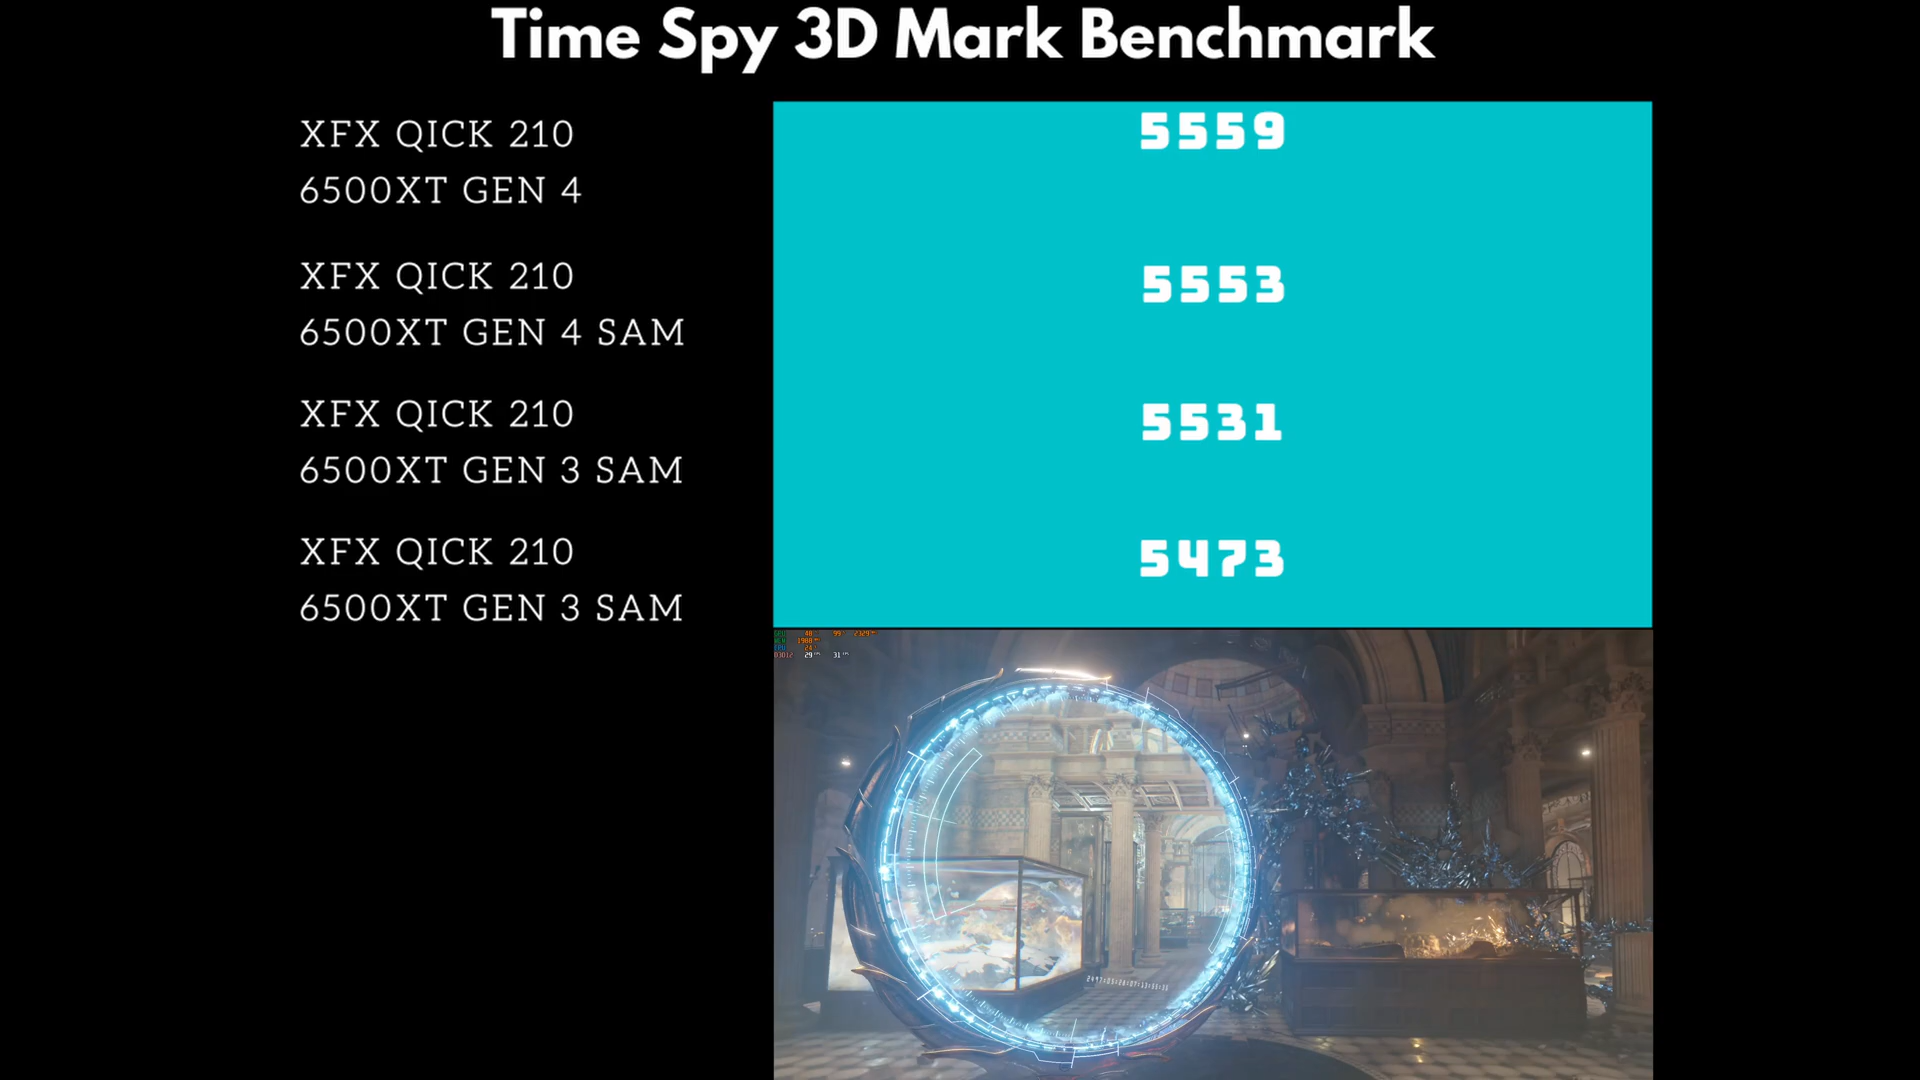 Time Spy 3D Mark Benchmark
XFX QICK 210
6500XT GEN 4
5559
XFX QICK 210
6500XT GEN 4 SAM
5553
XFX QICK 210
6500XT GEN 3 SAM
5531
XFX QICK 210
6500XT GEN 3 SAM
5473